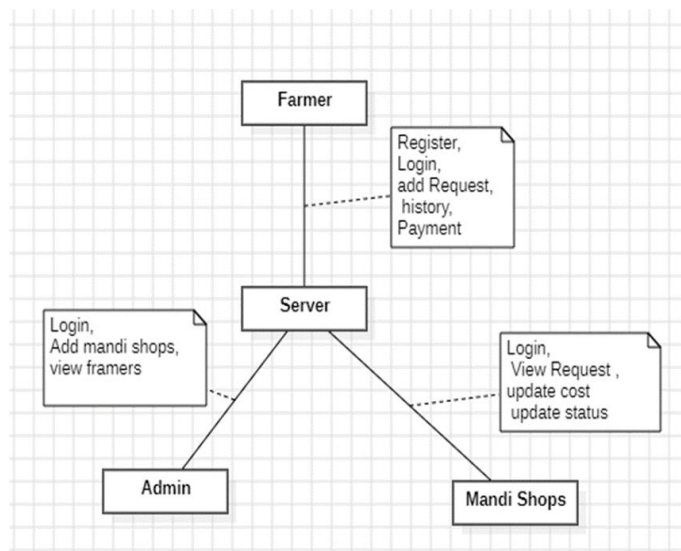 Farmer
Register,
Login,
add Request,
history,
Payment
Server
Login,
Add mandi shops,
view framers
Login,
View Request ,
update cost
update status
Admin
Mandi Shops